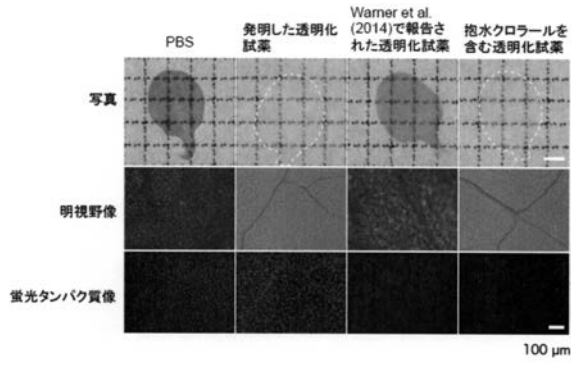 PBS
発明した透明化
試薬
Warner et al.
(2014)で報告さ
れた透明化試薬
抱水クロラールを
含む透明化試薬
写真
明視野像
蛍光タンパク質像
100 μm